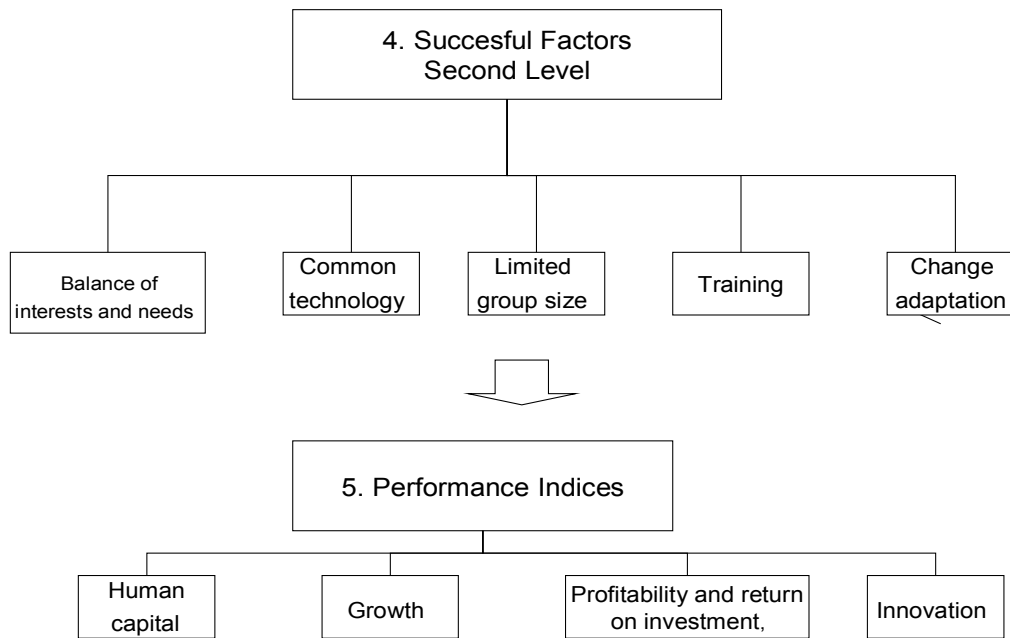 4. Succesful Factors
Second Level
Balance of
interests and needs
Common
technology
Limited
group size
Training
Change
adaptation
5. Performance Indices
Human
capital
Growth
Profitability and return
on investment,
Innovation